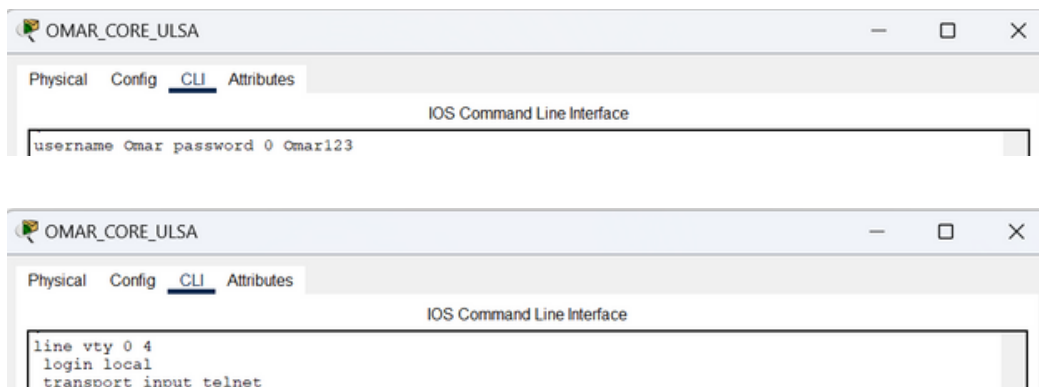 OMAR_CORE_ULSA
Physical Config CLI Attributes
IOS Command Line Interface
username Omar password 0 Omar123
OMAR_CORE_ULSA
Physical Config CLI Attributes
IOS Command Line Interface
line vty 0 4
login local
transport input telnet